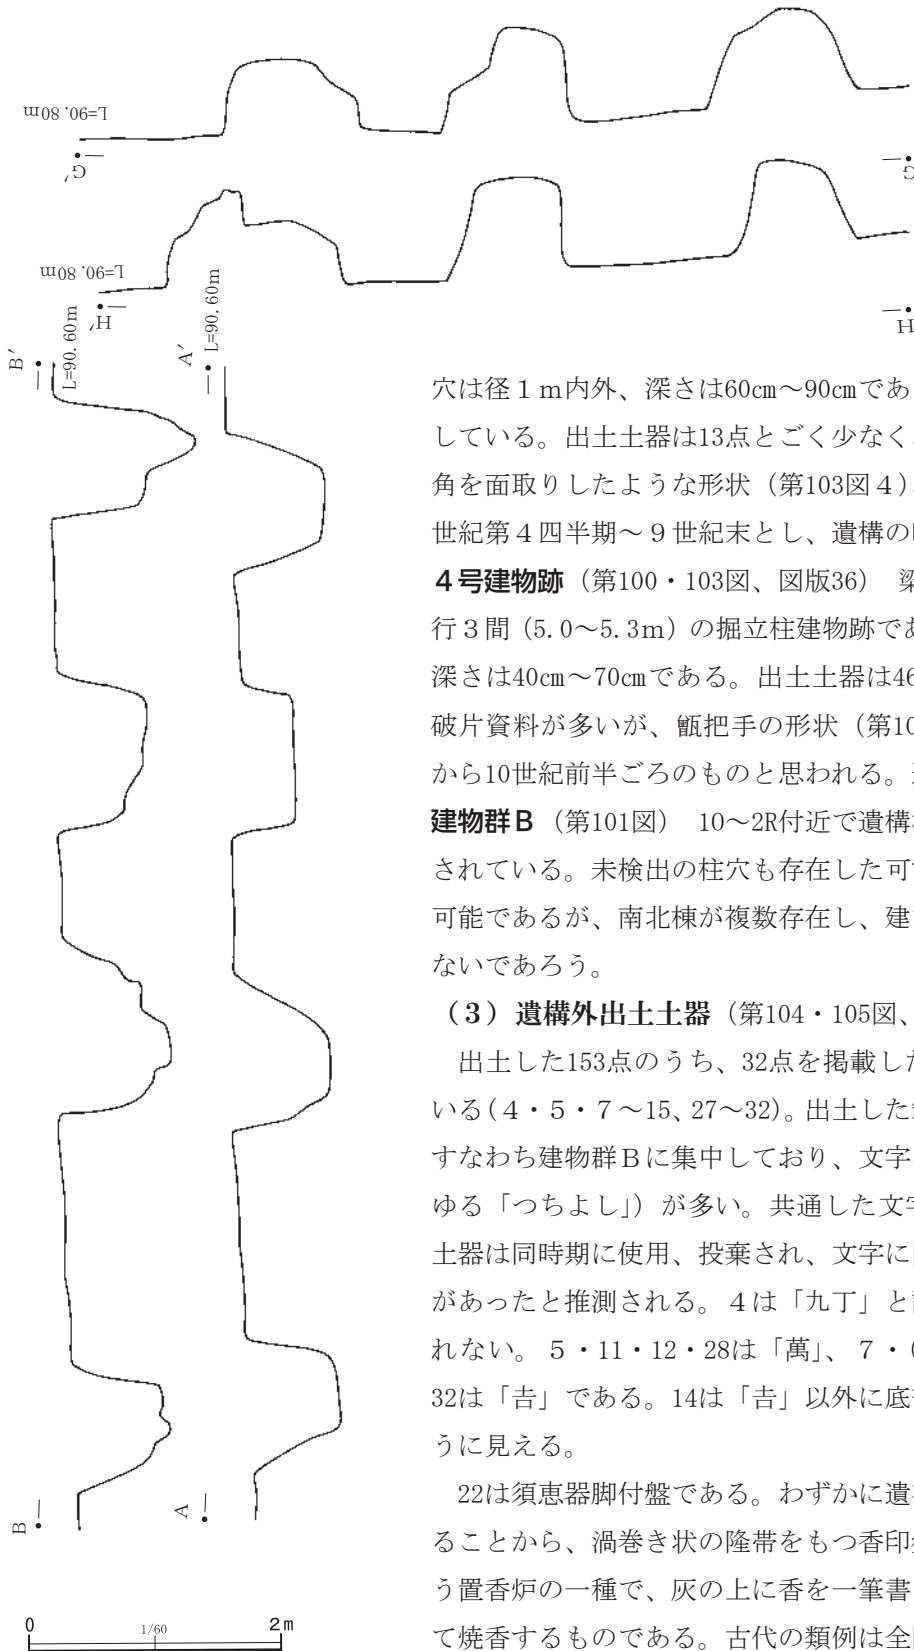 L=90.80m
G′
G
L=90.80m
H′
H
B′
L=90.60m
A′
L=90.60m
B
A
0
1/60
2m
穴は径１m内外、深さは60㎝～90㎝であ
している。出土土器は13点とごく少なく
角を面取りしたような形状（第103図４）
世紀第４四半期～９世紀末とし、遺構の
４号建物跡（第100・103図、図版36）　梁
行３間（5.0～5.3m）の掘立柱建物跡であ
深さは40㎝～70㎝である。出土土器は46
破片資料が多いが、甑把手の形状（第10
から10世紀前半ごろのものと思われる。
建物群Ｂ（第101図）　10～2R付近で遺構
されている。未検出の柱穴も存在した可
可能であるが、南北棟が複数存在し、建
ないであろう。
（３）遺構外出土土器（第104・105図、
出土した153点のうち、32点を掲載した
いる（４・５・７～15、27～32）。出土した
すなわち建物群Ｂに集中しており、文字
ゆる「つちよし」）が多い。共通した文字
土器は同時期に使用、投棄され、文字に
があったと推測される。４は「九丁」と
れない。５・11・12・28は「萬」、７・（
32は「𠮷」である。14は「𠮷」以外に底
うに見える。
22は須恵器脚付盤である。わずかに遺
ることから、渦巻き状の隆帯をもつ香印
う置香炉の一種で、灰の上に香を一筆書
て焼香するものである。古代の類例は全